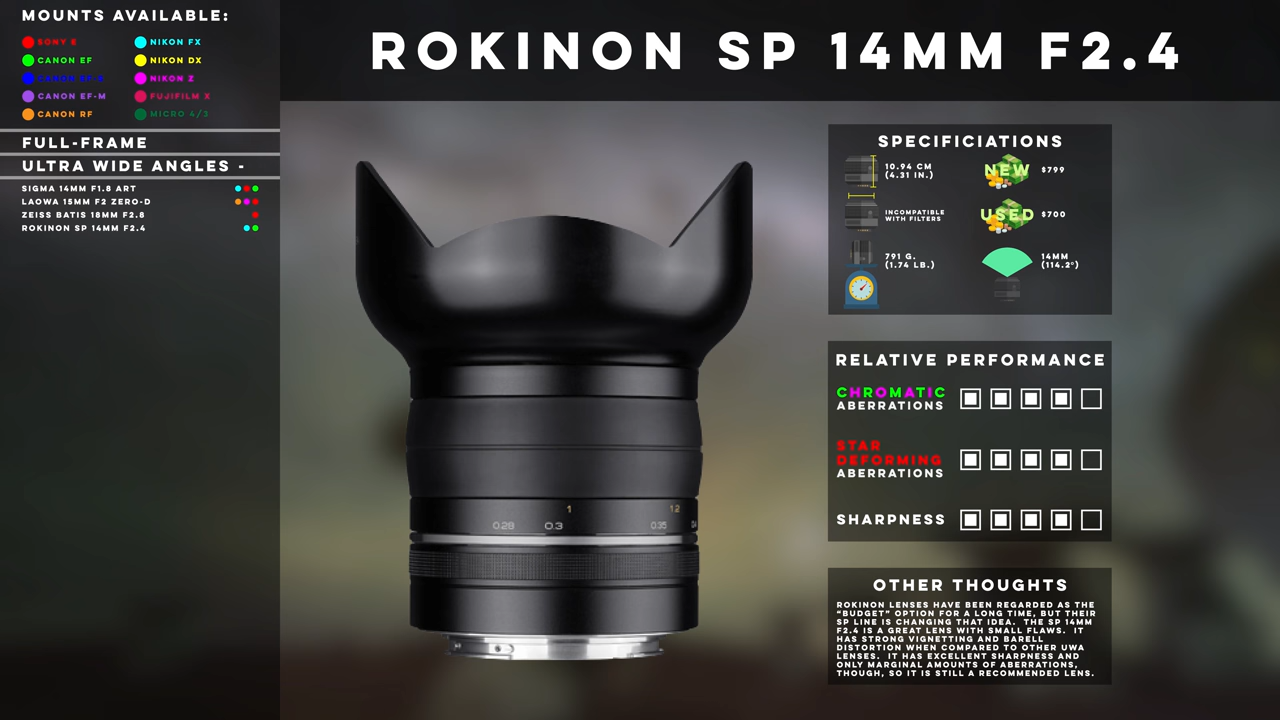 MOUNTS AVAILABLE:
SONY E
NIKON FX
CANON EF
NIKON DX
CANON EF-S
NIKON Z
CANON EF-M
FUJIFILM X
CANON RF
MICRO 4/3
FULL-FRAME
ULTRA WIDE ANGLES -
SIGMA 14MM F1.8 ART
LAOWA 15MM F2 ZERO-D
ZEISS BATIS 18MM F2.8
ROKINON SP 14MM F2.4
ROKINON SP 14MM F2.4
1
1.2
0.28
0.3
0.35
0.4
SPECIFICIATIONS
10.94 CM
(4.31 IN.)
NEW
$799
INCOMPATIBLE
WITH FILTERS
USED
$700
791 G.
(1.74 LB.)
14MM
(114.2°)
RELATIVE PERFORMANCE
CHROMATIC
ABERRATIONS
STAR
DEFORMING
ABERRATIONS
SHARPNESS
OTHER THOUGHTS
ROKINON LENSES HAVE BEEN REGARDED AS THE
"BUDGET" OPTION FOR A LONG TIME, BUT THEIR
SP LINE IS CHANGING THAT IDEA. THE SP 14MM
F2.4 IS A GREAT LENS WITH SMALL FLAWS. IT
HAS STRONG VIGNETTING AND BARELL
DISTORTION WHEN COMPARED TO OTHER UWA
LENSES. IT HAS EXCELLENT SHARPNESS AND
ONLY MARGINAL AMOUNTS OF ABERRATIONS,
THOUGH, SO IT IS STILL A RECOMMENDED LENS.